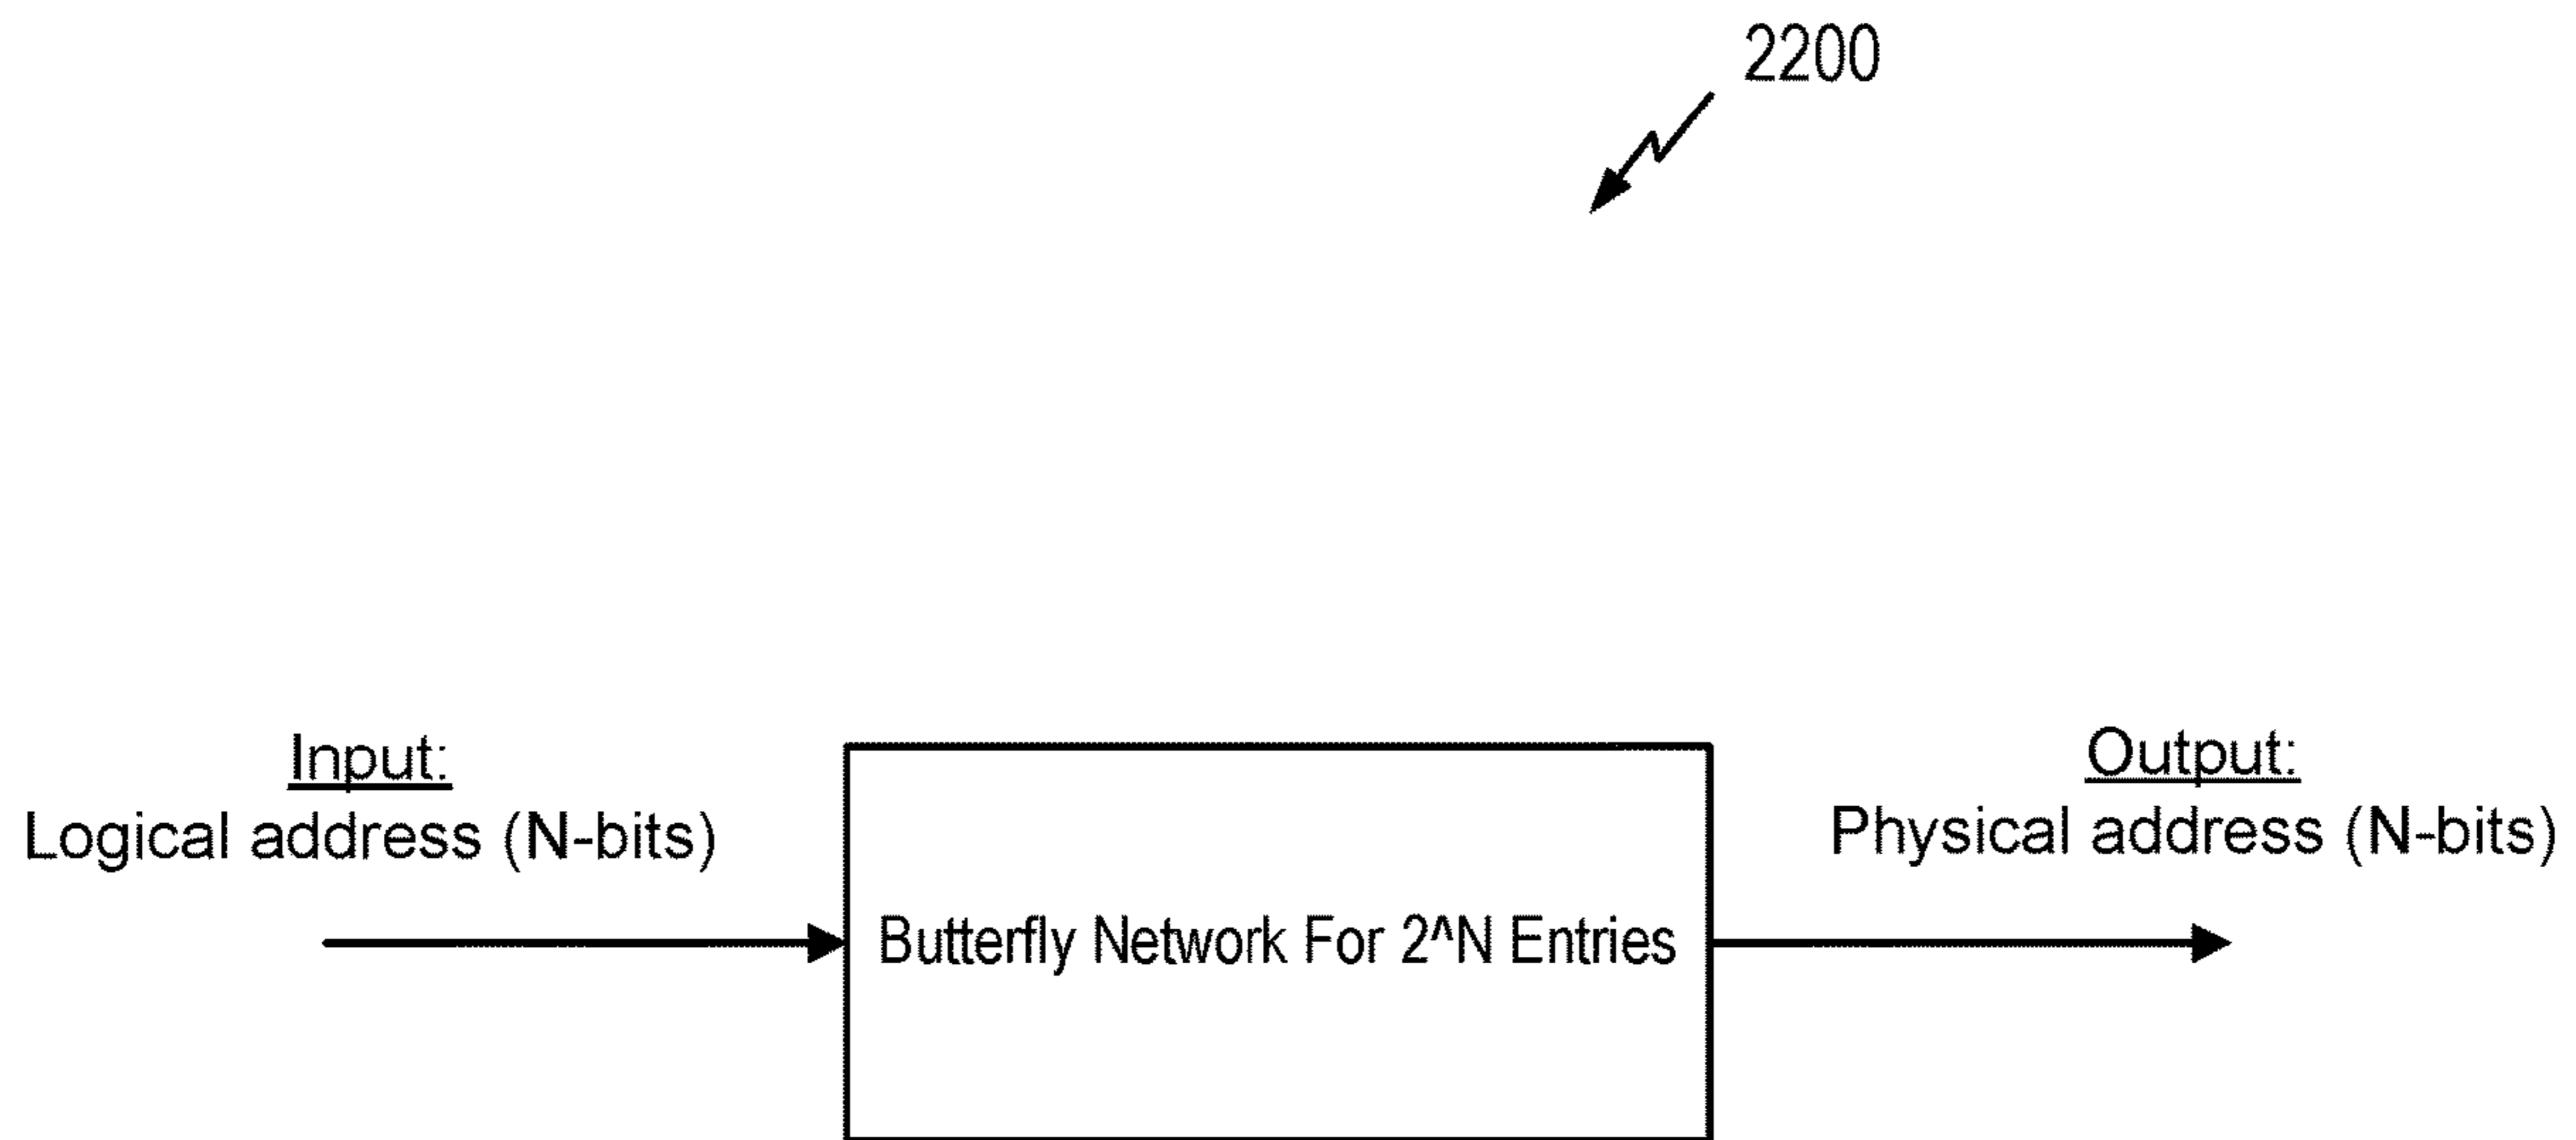 2200
Input:
Logical address (N-bits)
Butterfly Network For 2^N Entries
Output:
Physical address (N-bits)